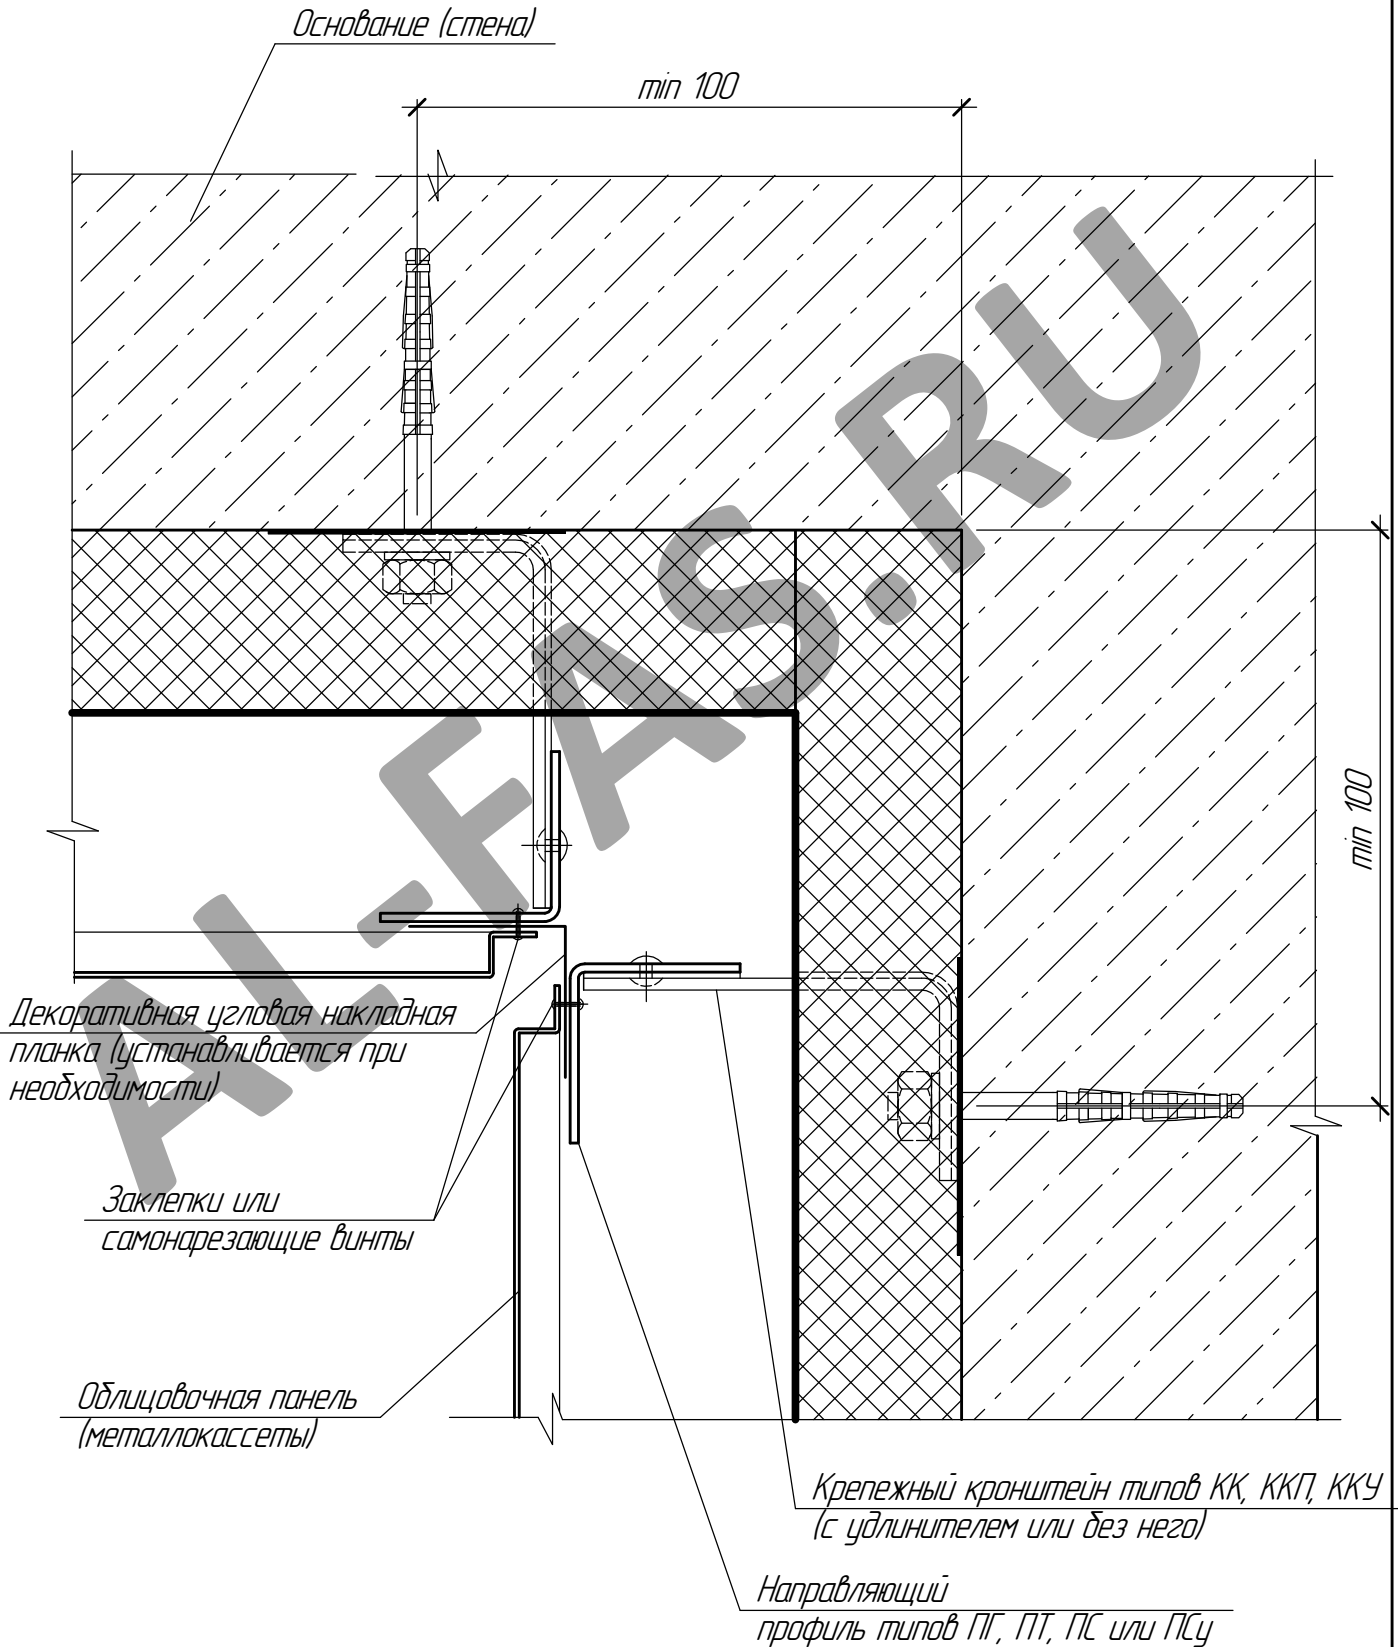 Основание (стена)
min 100
min 100
AL-FAS.RU
Декоративная угловая накладная
планка (устанавливается при
необходимости)
Заклепки или
самонарезающие винты
Облицовочная панель
(металлокассеты)
Крепежный кронштейн типов КК, ККП, ККУ
(с удлинителем или без него)
Направляющий
профиль типов ПГ, ПТ, ПС или ПСу